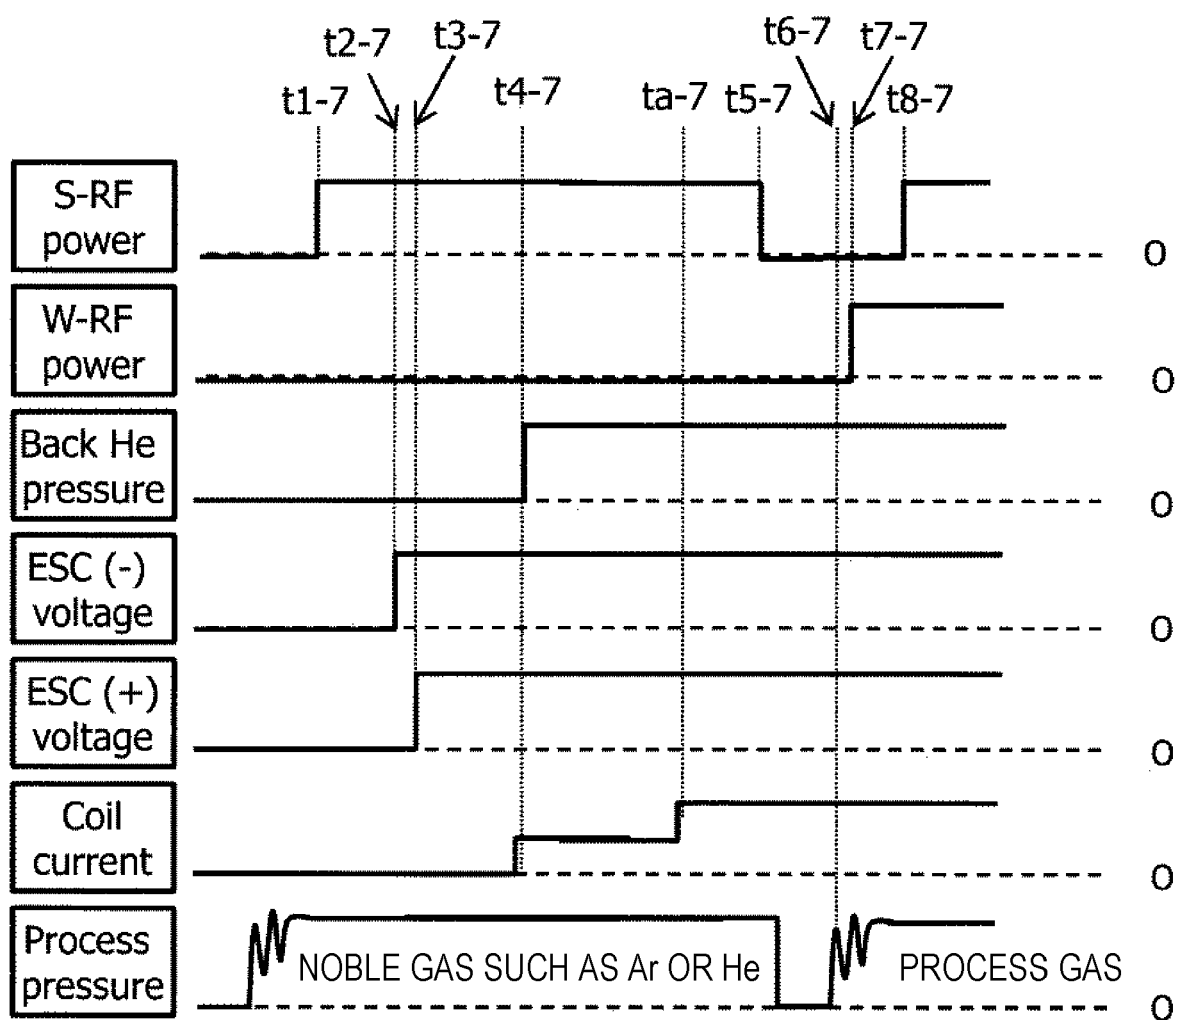 t2-7 t3-7 t6-7 t7-7
t1-7 t4-7 ta-7 t5-7 t8-7
S-RF
power
0
W-RF
power
0
Back He
pressure
0
ESC (-)
voltage
0
ESC (+)
voltage
0
Coil
current
0
Process
pressure
NOBLE GAS SUCH AS Ar OR He
PROCESS GAS
0